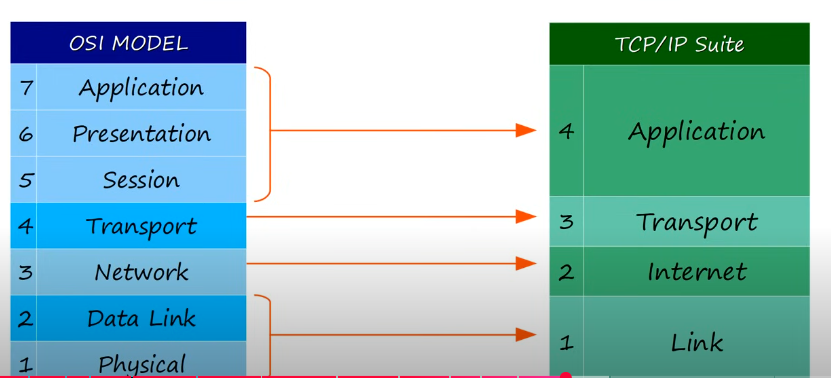 OSI MODEL
7 Application
6 Presentation
5 Session
4 Transport
3 Network
2 Data Link
1 Physical
TCP/IP Suite
4 Application
3 Transport
2 Internet
1 Link